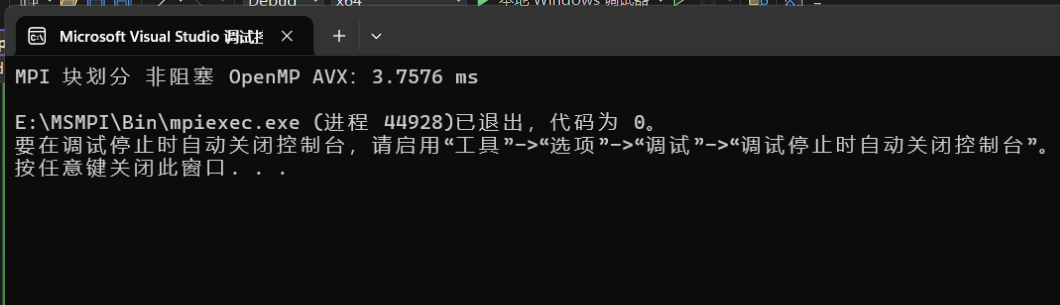 Debug x64 本地 Windows 调试器
Microsoft Visual Studio 调试控
MPI 块划分 非阻塞 OpenMP AVX: 3.7576 ms
E:\MSMPI\Bin\mpiexec.exe (进程 44928)已退出，代码为 0。
要在调试停止时自动关闭控制台，请启用“工具”->“选项”->“调试”->“调试停止时自动关闭控制台”。
按任意键关闭此窗口. . .